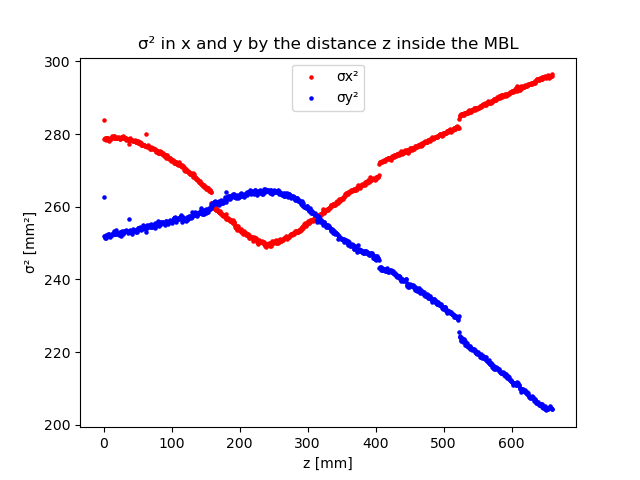 σ² in x and y by the distance z inside the MBL
σx²
σy²
σ² [mm²]
300
280
260
240
220
200
0 100 200 300 400 500 600
z [mm]